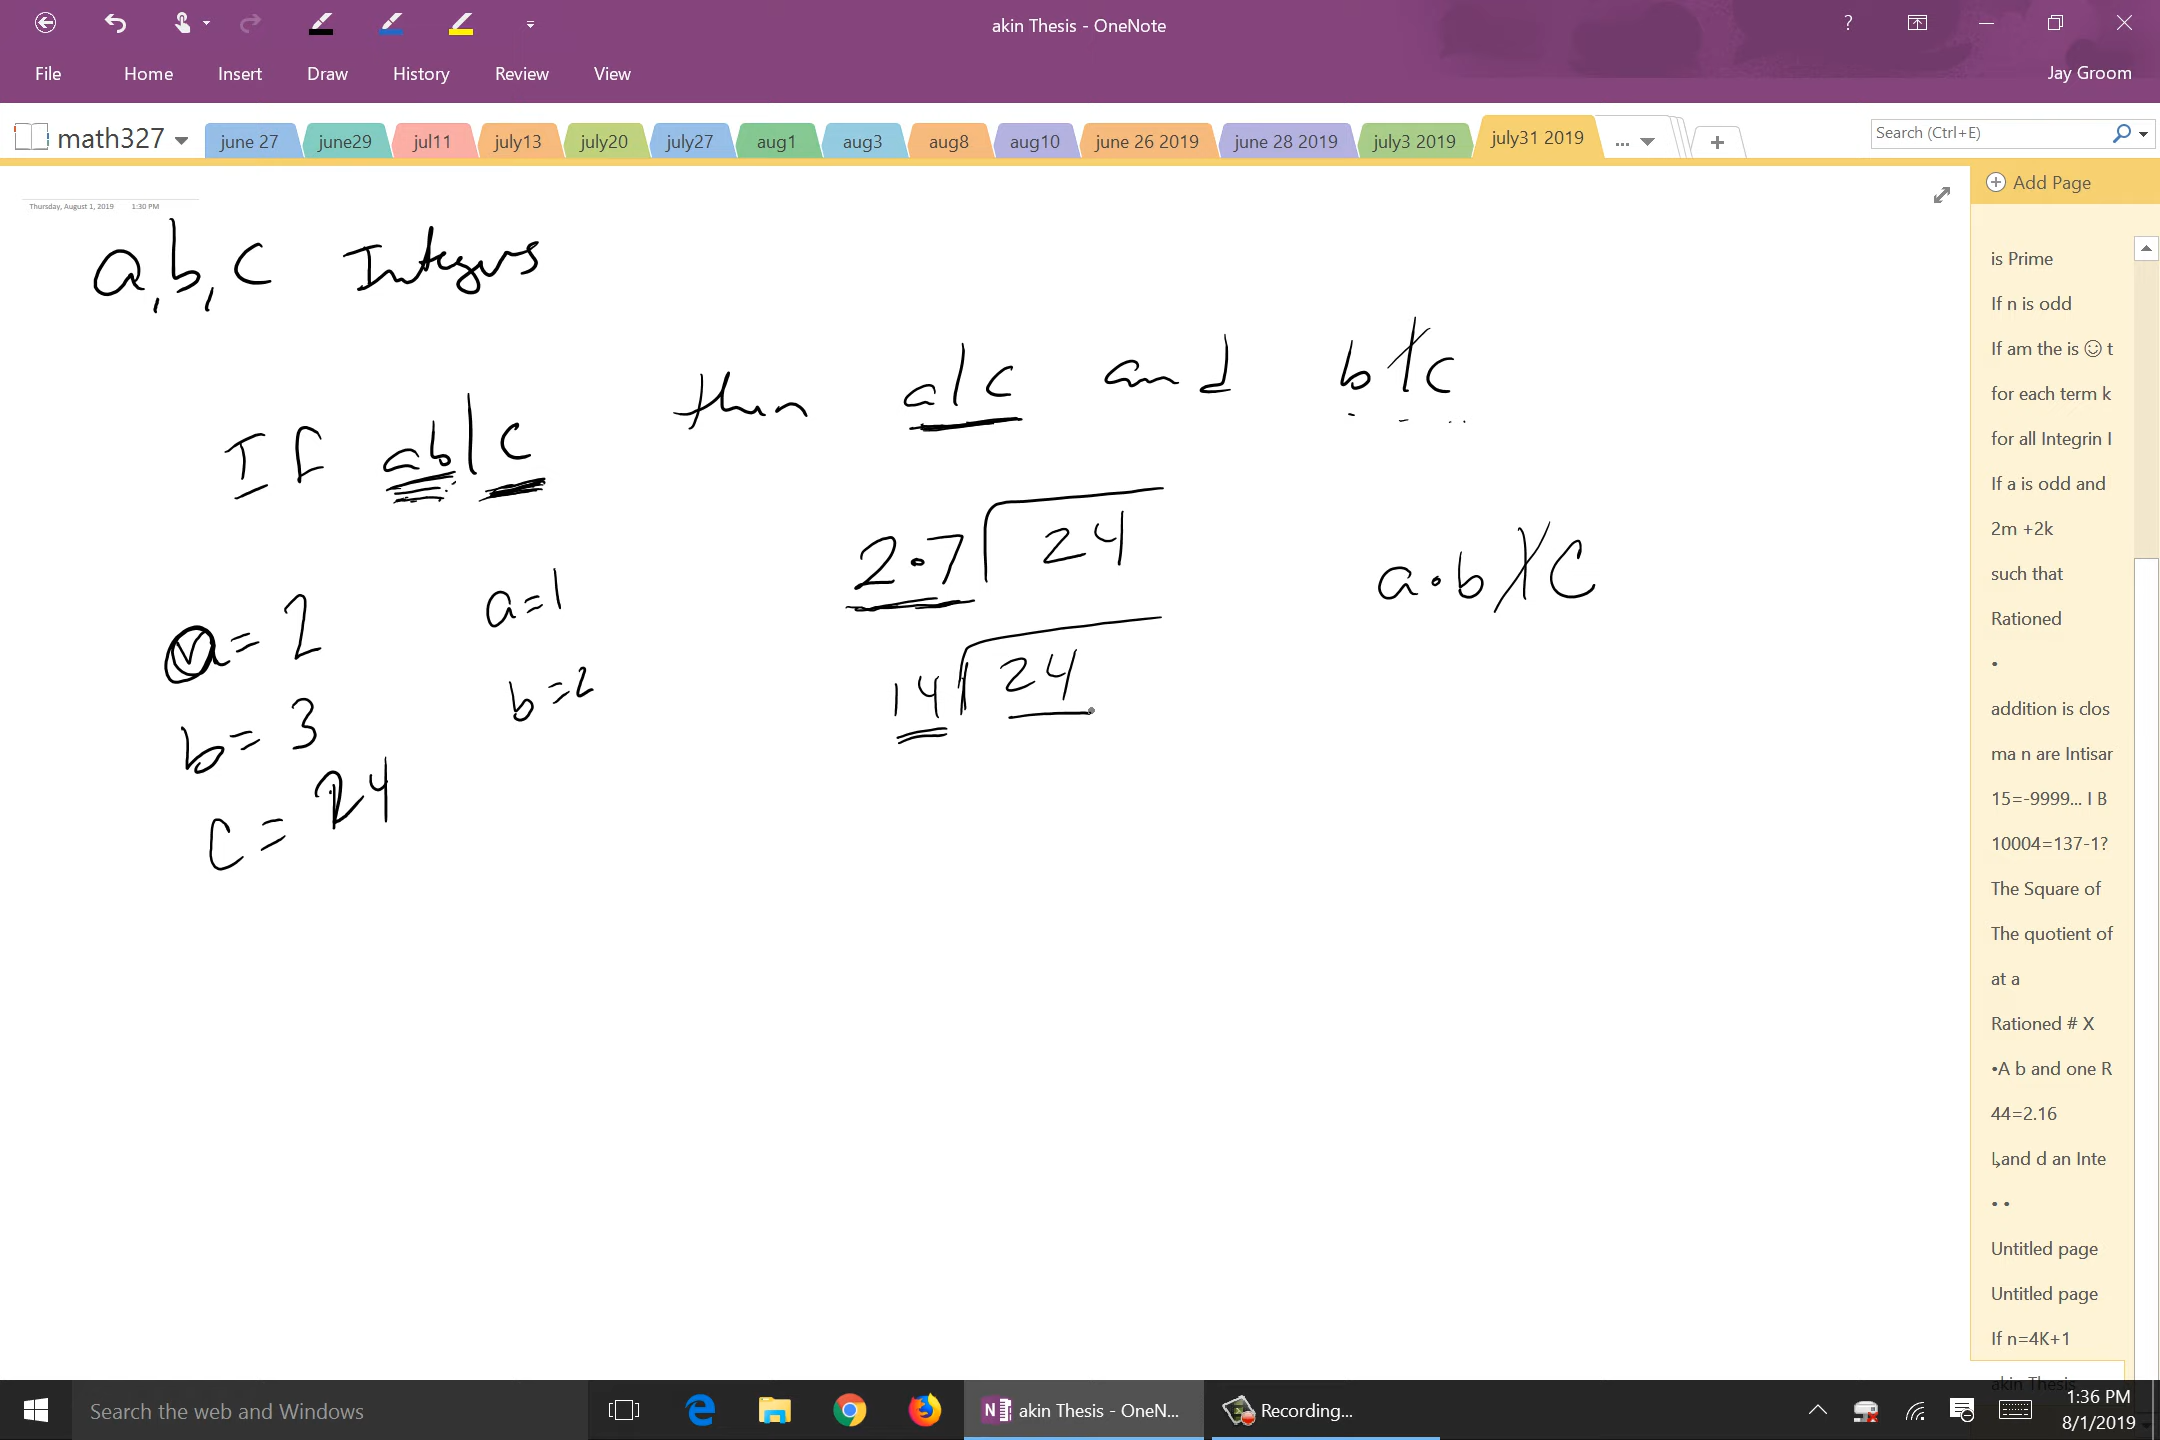 akin Thesis - OneNote
?
File Home Insert Draw History Review View
Jay Groom
math327
june 27 june29 jul11 july13 july20 july27 aug1 aug3 aug8 aug10 june 26 2019 june 28 2019 july3 2019 july31 2019 ...
Search (Ctrl+E)
Add Page
Thursday, August 1, 2019 1:30 PM
a, b, c Integers
If ab|c then a|c and b∤c
2·7 24
a·b∤c
a=2 a=1
14 24
b=3 b=2
c=24
is Prime
If n is odd
If am the is ☺ t
for each term k
for all Integrin I
If a is odd and
2m +2k
such that
Rationed
•
addition is clos
ma n are Intisar
15=-9999... I B
10004=137-1?
The Square of
The quotient of
at a
Rationed # X
•A b and one R
44=2.16
and d an Inte
• •
Untitled page
Untitled page
If n=4K+1
akin Thesis
Search the web and Windows
akin Thesis - OneN...
Recording...
1:36 PM
8/1/2019